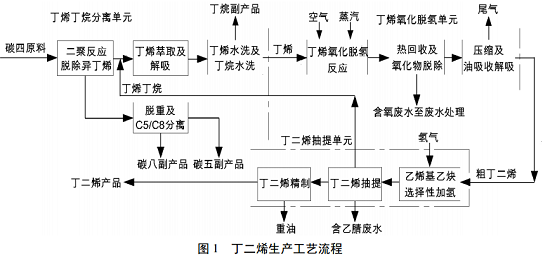 丁烯丁烷分离单元
丁烷副产品
空气
蒸汽
丁烯氧化脱氢单元
尾气
碳四原料
二聚反应
脱除异丁烯
丁烯萃取及
解吸
丁烯水洗及
丁烷水洗
丁烯
丁烯氧化脱氢
反应
热回收及
氧化物脱除
压缩及
油吸收解吸
丁烯丁烷
脱重及
C5/C8分离
含氧废水至废水处理
丁二烯抽提单元
氢气
碳八副产品
碳五副产品
粗丁二烯
丁二烯产品
丁二烯精制
丁二烯抽提
乙烯基乙炔
选择性加氢
重油
含乙腈废水
图 1 丁二烯生产工艺流程